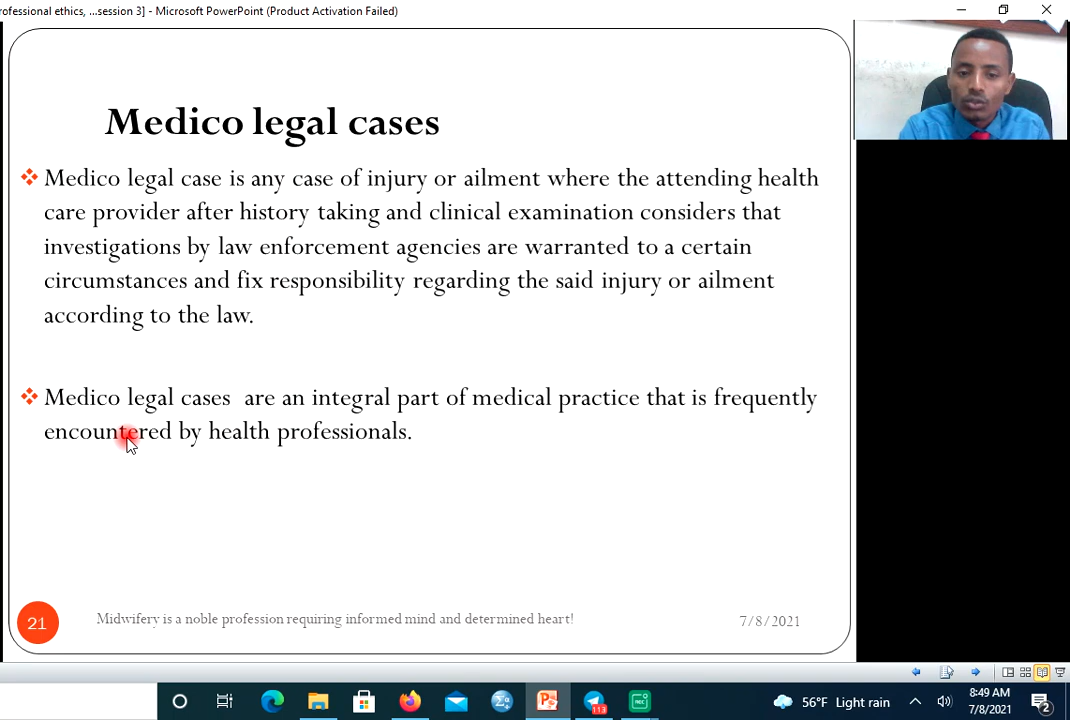 ofessional ethics, ...session 3] - Microsoft PowerPoint (Product Activation Failed)
Medico legal cases
Medico legal case is any case of injury or ailment where the attending health
care provider after history taking and clinical examination considers that
investigations by law enforcement agencies are warranted to a certain
circumstances and fix responsibility regarding the said injury or ailment
according to the law.
Medico legal cases are an integral part of medical practice that is frequently
encountered by health professionals.
21
Midwifery is a noble profession requiring informed mind and determined heart!
7/8/2021
56°F Light rain
8:49 AM
7/8/2021
113
REC
2